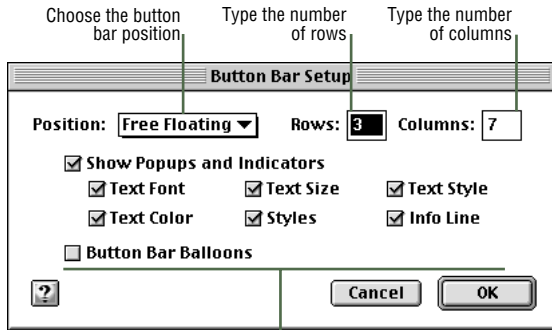 Choose the button
bar position
Type the number
of rows
Type the number
of columns
Button Bar Setup
Position: Free Floating Rows: 3 Columns: 7
Show Popups and Indicators
Text Font Text Size Text Style
Text Color Styles Info Line
Button Bar Balloons
? Cancel OK